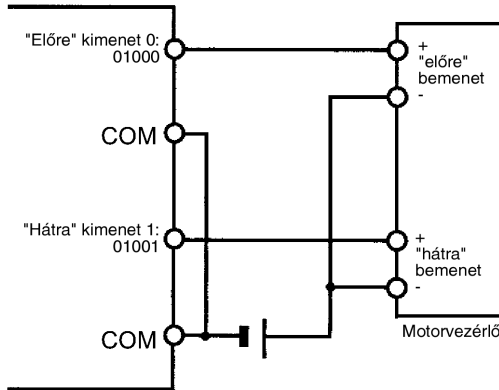 "Előre" kimenet 0:
01000
COM
"Hátra" kimenet 1:
01001
COM
+
"előre"
bemenet
-
+
"hátra"
bemenet
-
Motorvezérlő